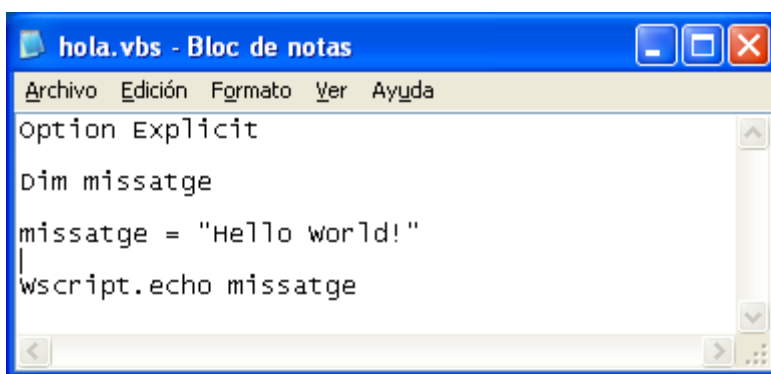 hola.vbs - Bloc de notas
Archivo Edición Formato Ver Ayuda
Option Explicit
Dim missatge
missatge = "Hello World!"
Wscript.echo missatge